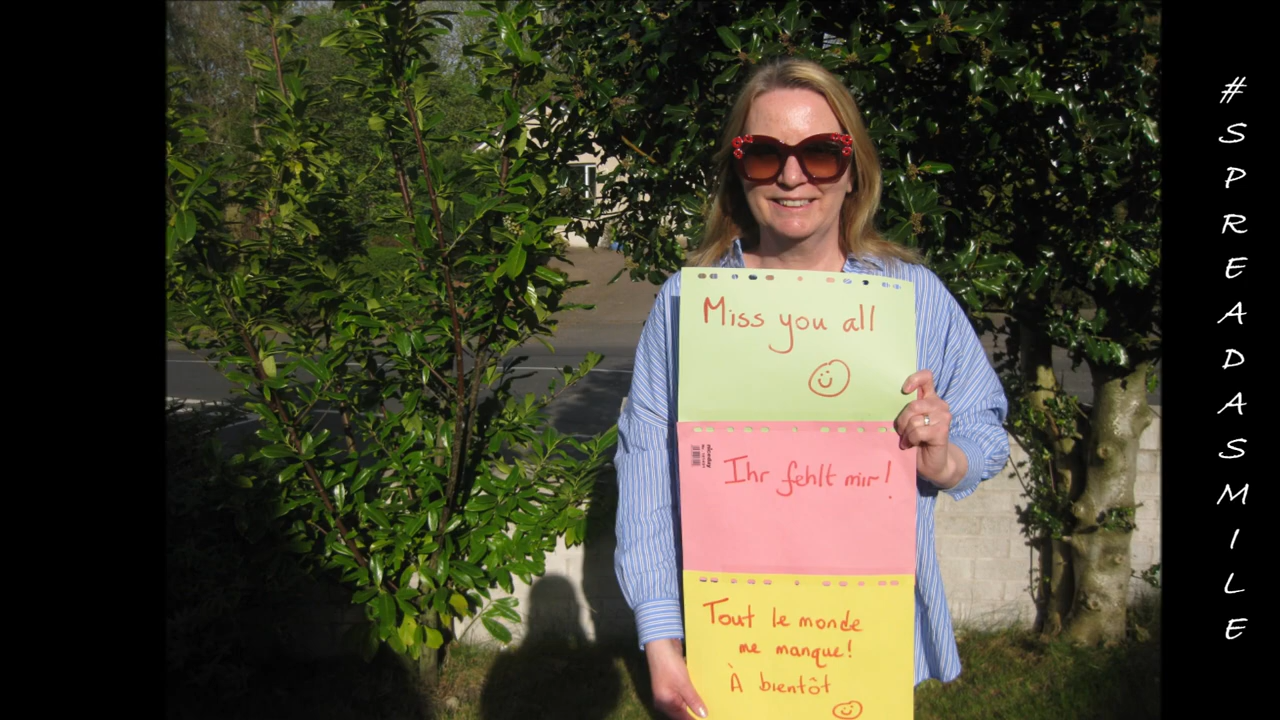 Miss you all
Ihr fehlt mir!
Tout le monde
me manque!
À bientôt
#SPREADASMILE